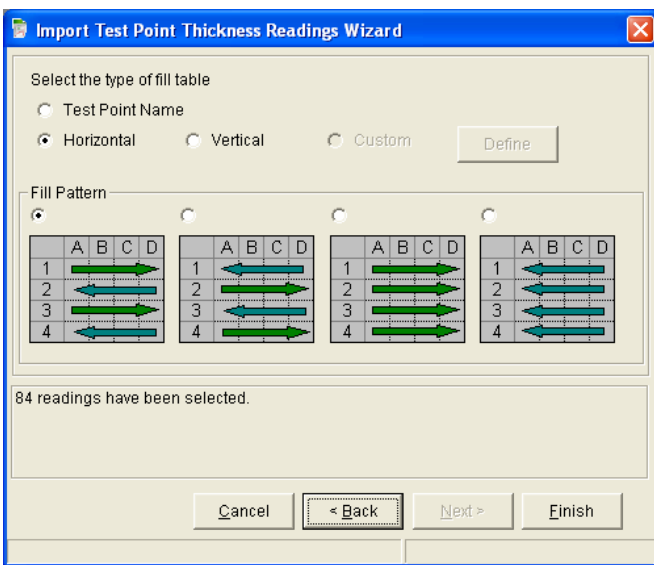 Import Test Point Thickness Readings Wizard
Select the type of fill table
Test Point Name
Horizontal Vertical Custom Define
Fill Pattern
A B C D A B C D A B C D A B C D
1 1 1 1
2 2 2 2
3 3 3 3
4 4 4 4
84 readings have been selected.
Cancel < Back Next > Finish